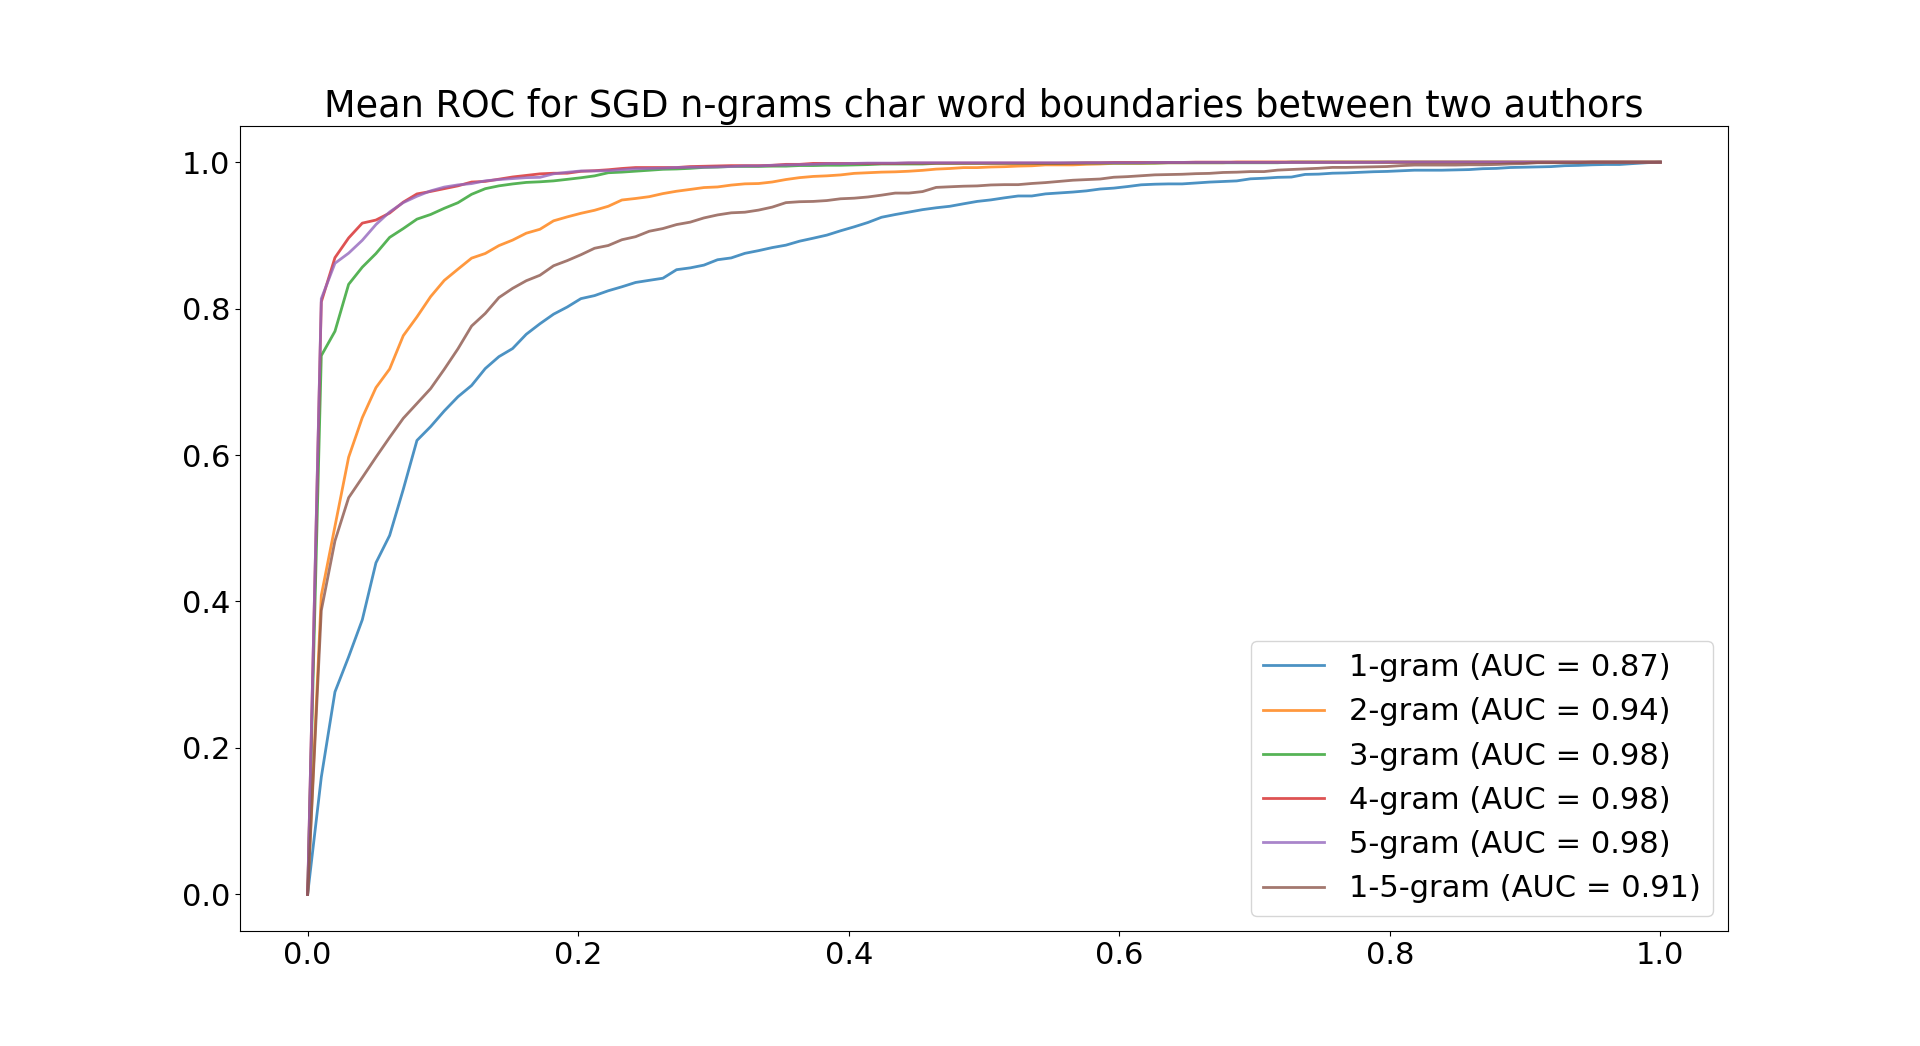 Mean ROC for SGD n-grams char word boundaries between two authors
1.0
0.8
0.6
0.4
0.2
0.0
0.0 0.2 0.4 0.6 0.8 1.0
1-gram (AUC = 0.87)
2-gram (AUC = 0.94)
3-gram (AUC = 0.98)
4-gram (AUC = 0.98)
5-gram (AUC = 0.98)
1-5-gram (AUC = 0.91)